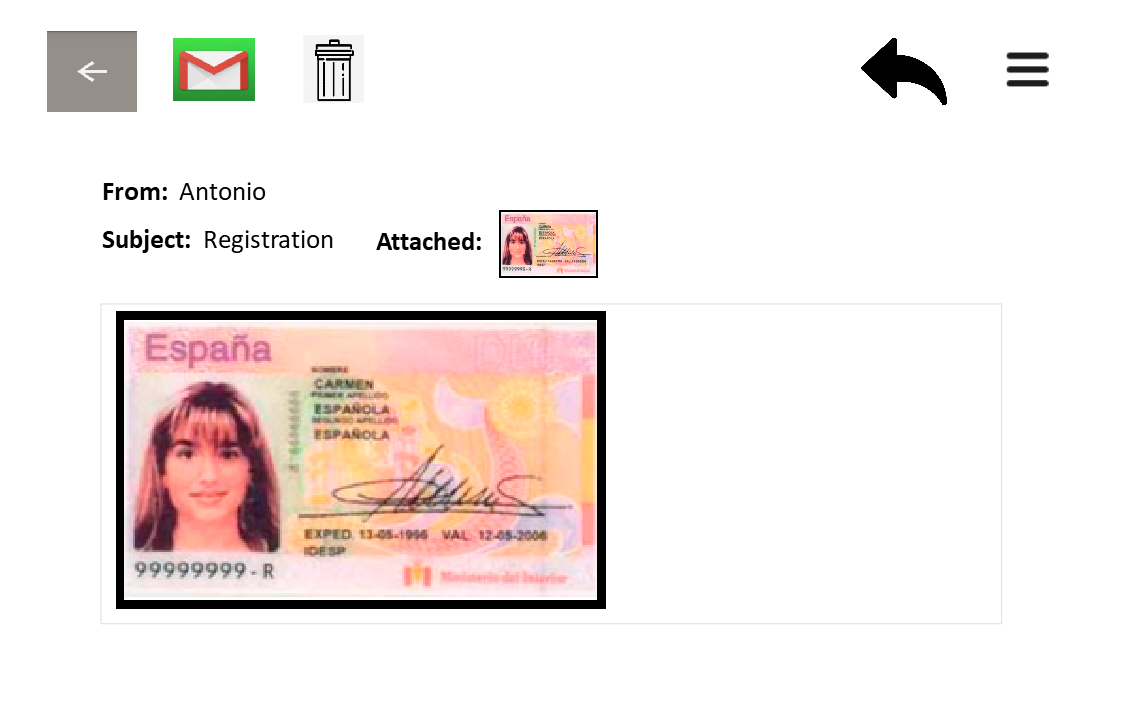 From: Antonio
Subject: Registration Attached:
España
NOMBRE
CARMEN
PRIMER APELLIDO
ESPAÑOLA
SEGUNDO APELLIDO
ESPAÑOLA
EXPED. 13-05-1996 VAL. 12-05-2006
IDESP
99999999-R
Ministerio del Interior